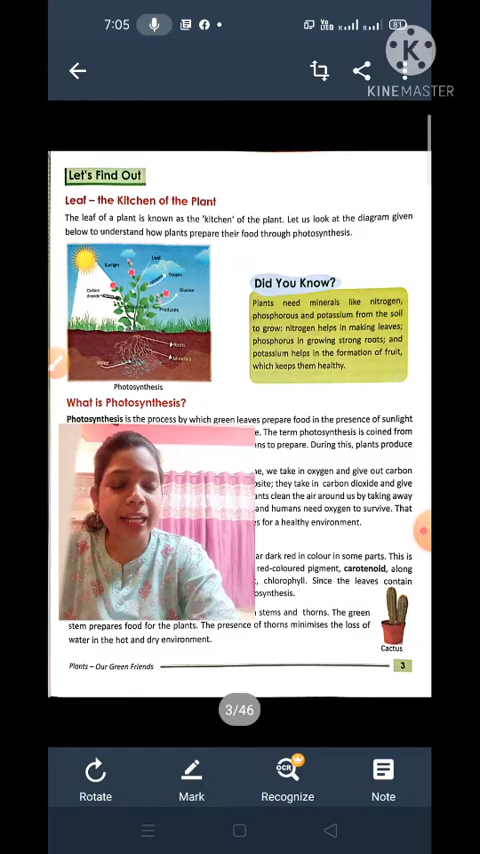 7:05
Vo
LTE
81
K
KINEMASTER
Let's Find Out
Leaf – the Kitchen of the Plant
The leaf of a plant is known as the 'kitchen' of the plant. Let us look at the diagram given
below to understand how plants prepare their food through photosynthesis.
Sunlight
Leaf
Oxygen
Carbon
dioxide
Glucose
Produces
Roots
Minerals
Water
Photosynthesis
Did You Know?
Plants need minerals like nitrogen,
phosphorous and potassium from the soil
to grow: nitrogen helps in making leaves;
phosphorus in growing strong roots; and
potassium helps in the formation of fruit,
which keeps them healthy.
What is Photosynthesis?
Photosynthesis is the process by which green leaves prepare food in the presence of sunlight
. The term photosynthesis is coined from
ns to prepare. During this, plants produce
, we take in oxygen and give out carbon
; they take in carbon dioxide and give
ants clean the air around us by taking away
and humans need oxygen to survive. That
for a healthy environment.
dark red in colour in some parts. This is
red-coloured pigment, carotenoid, along
, chlorophyll. Since the leaves contain
osynthesis.
stems and thorns. The green
stem prepares food for the plants. The presence of thorns minimises the loss of
water in the hot and dry environment.
Cactus
Plants – Our Green Friends
3
3/46
OCR
Rotate
Mark
Recognize
Note